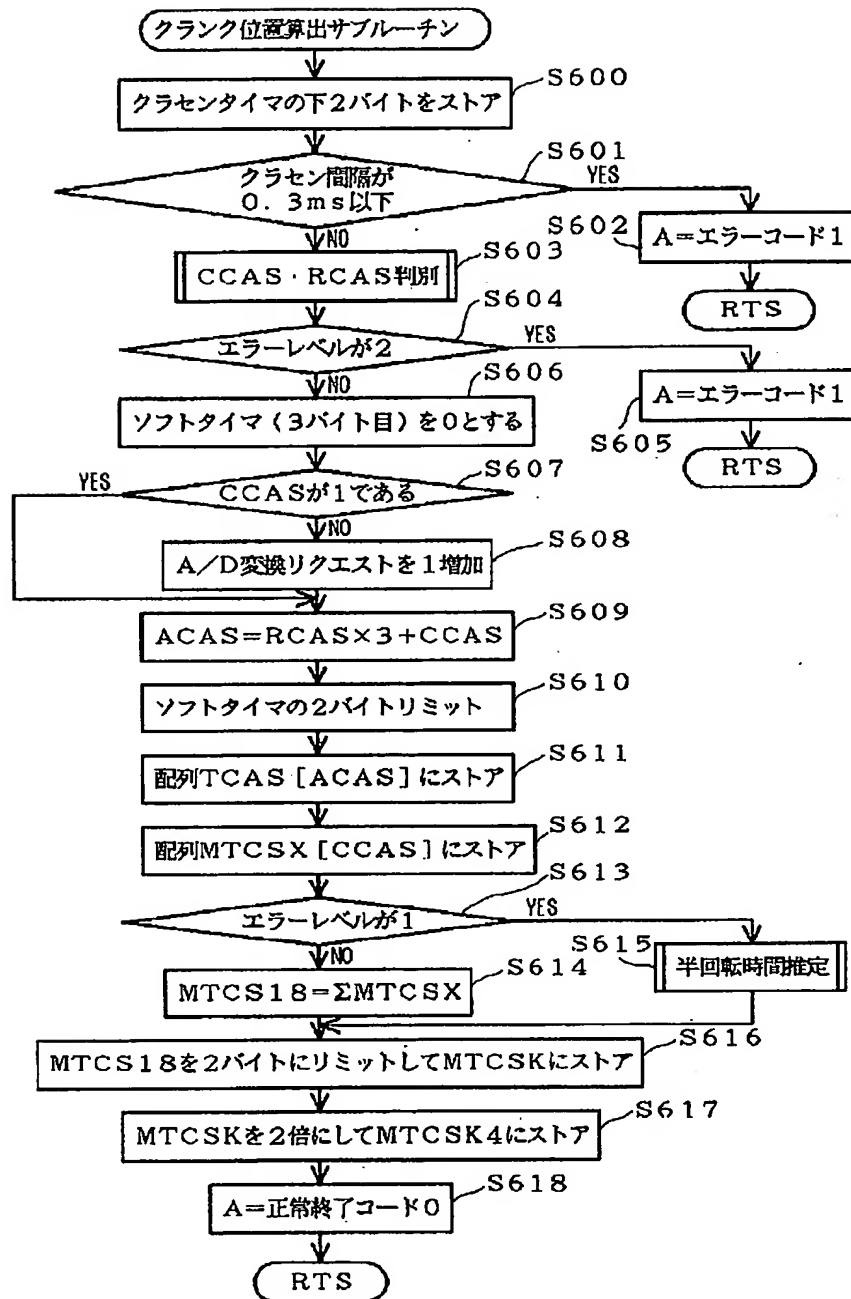 クランク位置算出サブルーチン
S600
クラセンタイマの下2バイトをストア
S601
クラセン間隔が
0.3ms以下
YES
NO
S602
A=エラーコード1
RTS
S603
CCAS・RCAS判別
S604
エラーレベルが2
YES
NO
A=エラーコード1
S605
RTS
S606
ソフトタイマ(3バイト目)を0とする
S607
YES
CCASが1である
NO
S608
A/D変換リクエストを1増加
S609
ACAS=RCAS×3+CCAS
S610
ソフトタイマの2バイトリミット
S611
配列TCAS[ACAS]にストア
S612
配列MTCSX[CCAS]にストア
S613
エラーレベルが1
YES
NO
S615
半回転時間推定
S614
MTCS18=ΣMTCSX
S616
MTCS18を2バイトにリミットしてMTCSKにストア
S617
MTCSKを2倍にしてMTCSK4にストア
S618
A=正常終了コード0
RTS